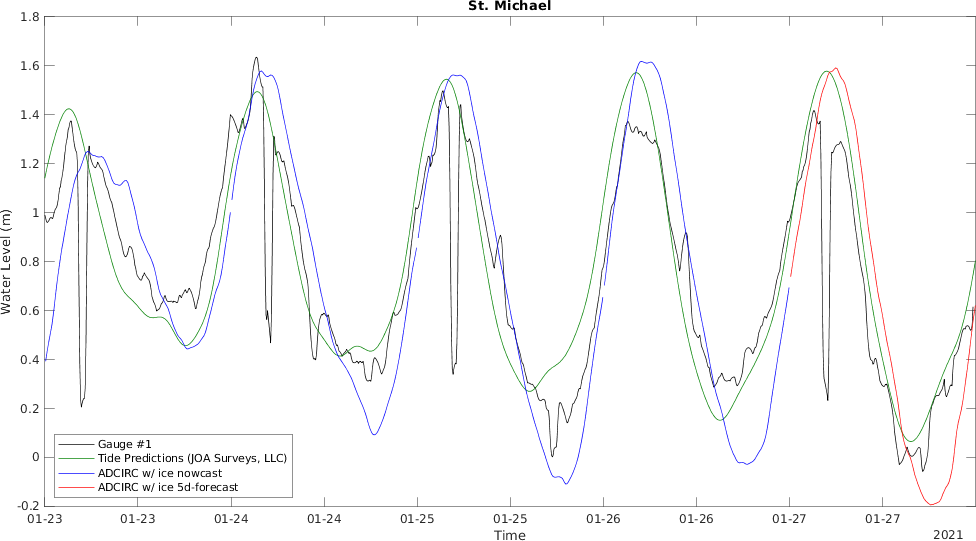 St. Michael
1.8
1.6
1.4
1.2
1
0.8
0.6
0.4
0.2
0
-0.2
Water Level (m)
Gauge #1
Tide Predictions (JOA Surveys, LLC)
ADCIRC w/ ice nowcast
ADCIRC w/ ice 5d-forecast
01-23 01-23 01-24 01-24 01-25 01-25 01-26 01-26 01-27 01-27
Time
2021